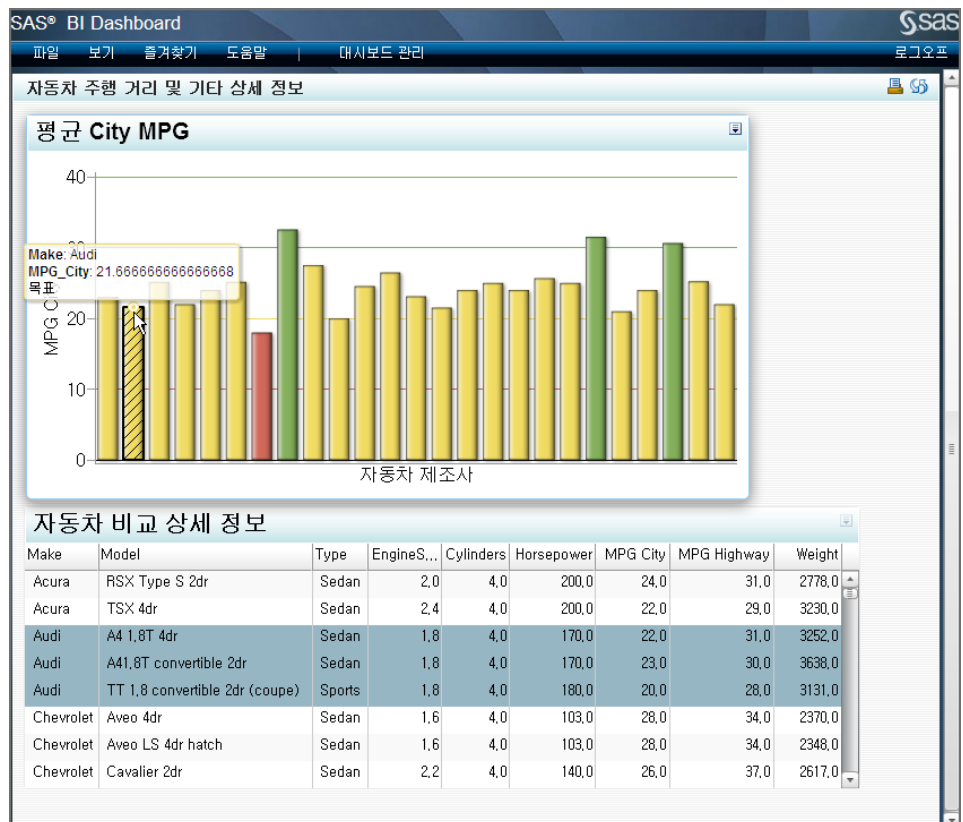 SAS® BI Dashboard
sas
파일 보기 즐겨찾기 도움말 | 대시보드 관리 로그오프
자동차 주행 거리 및 기타 상세 정보
평균 City MPG
40
Make: Audi
MPG_City: 21.666666666666668
목표:
20
10
0
자동차 제조사
자동차 비교 상세 정보
Make Model Type EngineS... Cylinders Horsepower MPG City MPG Highway Weight
Acura RSX Type S 2dr Sedan 2,0 4,0 200,0 24,0 31,0 2778,0
Acura TSX 4dr Sedan 2,4 4,0 200,0 22,0 29,0 3230,0
Audi A4 1,8T 4dr Sedan 1,8 4,0 170,0 22,0 31,0 3252,0
Audi A41,8T convertible 2dr Sedan 1,8 4,0 170,0 23,0 30,0 3638,0
Audi TT 1,8 convertible 2dr (coupe) Sports 1,8 4,0 180,0 20,0 28,0 3131,0
Chevrolet Aveo 4dr Sedan 1,6 4,0 103,0 28,0 34,0 2370,0
Chevrolet Aveo LS 4dr hatch Sedan 1,6 4,0 103,0 28,0 34,0 2348,0
Chevrolet Cavalier 2dr Sedan 2,2 4,0 140,0 26,0 37,0 2617,0